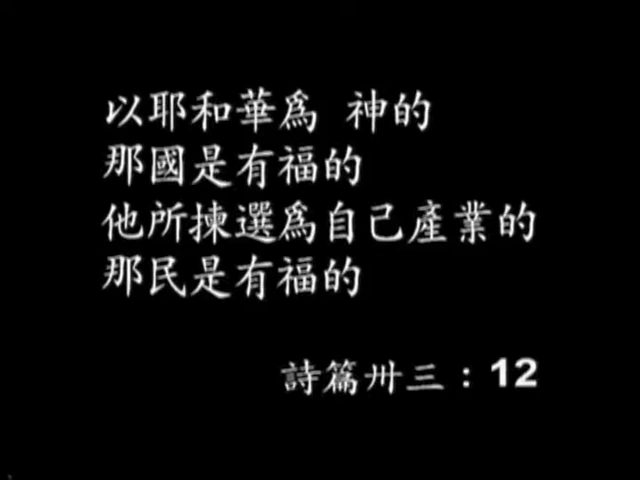 以耶和華爲 神的
那國是有福的
他所揀選爲自己產業的
那民是有福的
詩篇卅三：12